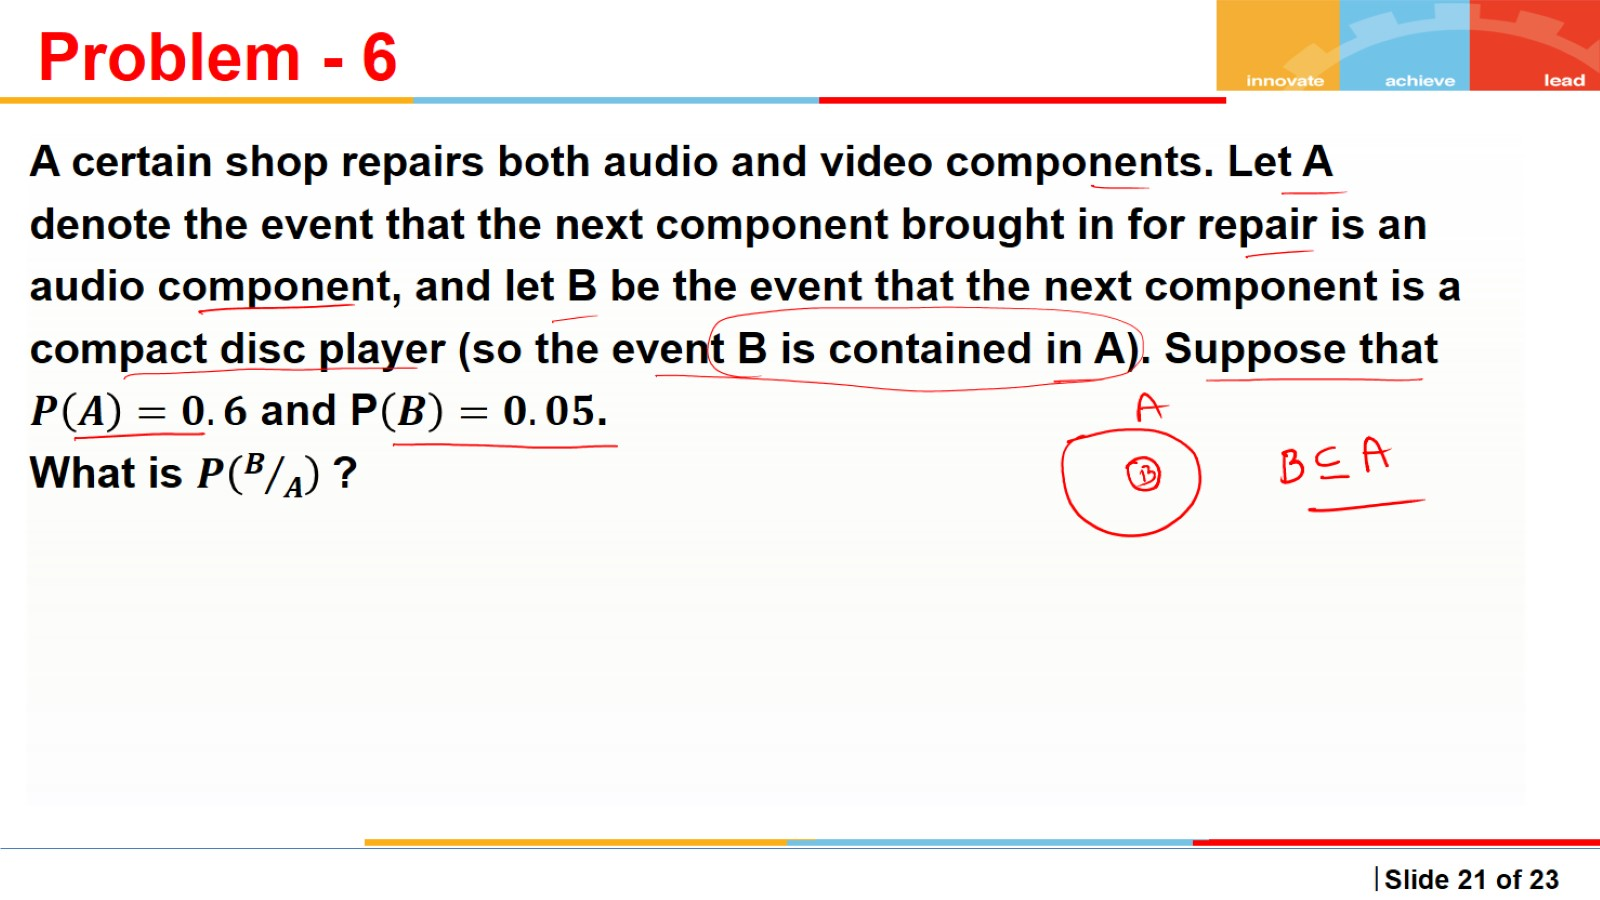 Problem - 6
innovate achieve lead
A certain shop repairs both audio and video components. Let A
denote the event that the next component brought in for repair is an
audio component, and let B be the event that the next component is a
compact disc player (so the event B is contained in A). Suppose that
P(A) = 0.6 and P(B) = 0.05.
What is P(B/A) ?
A
B
B ⊆ A
Slide 21 of 23